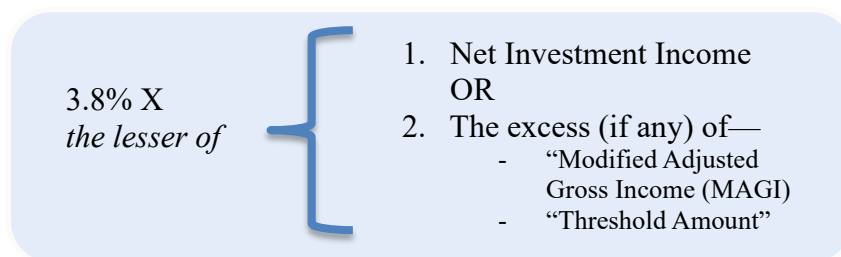 3.8% X
the lesser of
1. Net Investment Income
OR
2. The excess (if any) of—
- “Modified Adjusted
Gross Income (MAGI)
- “Threshold Amount”